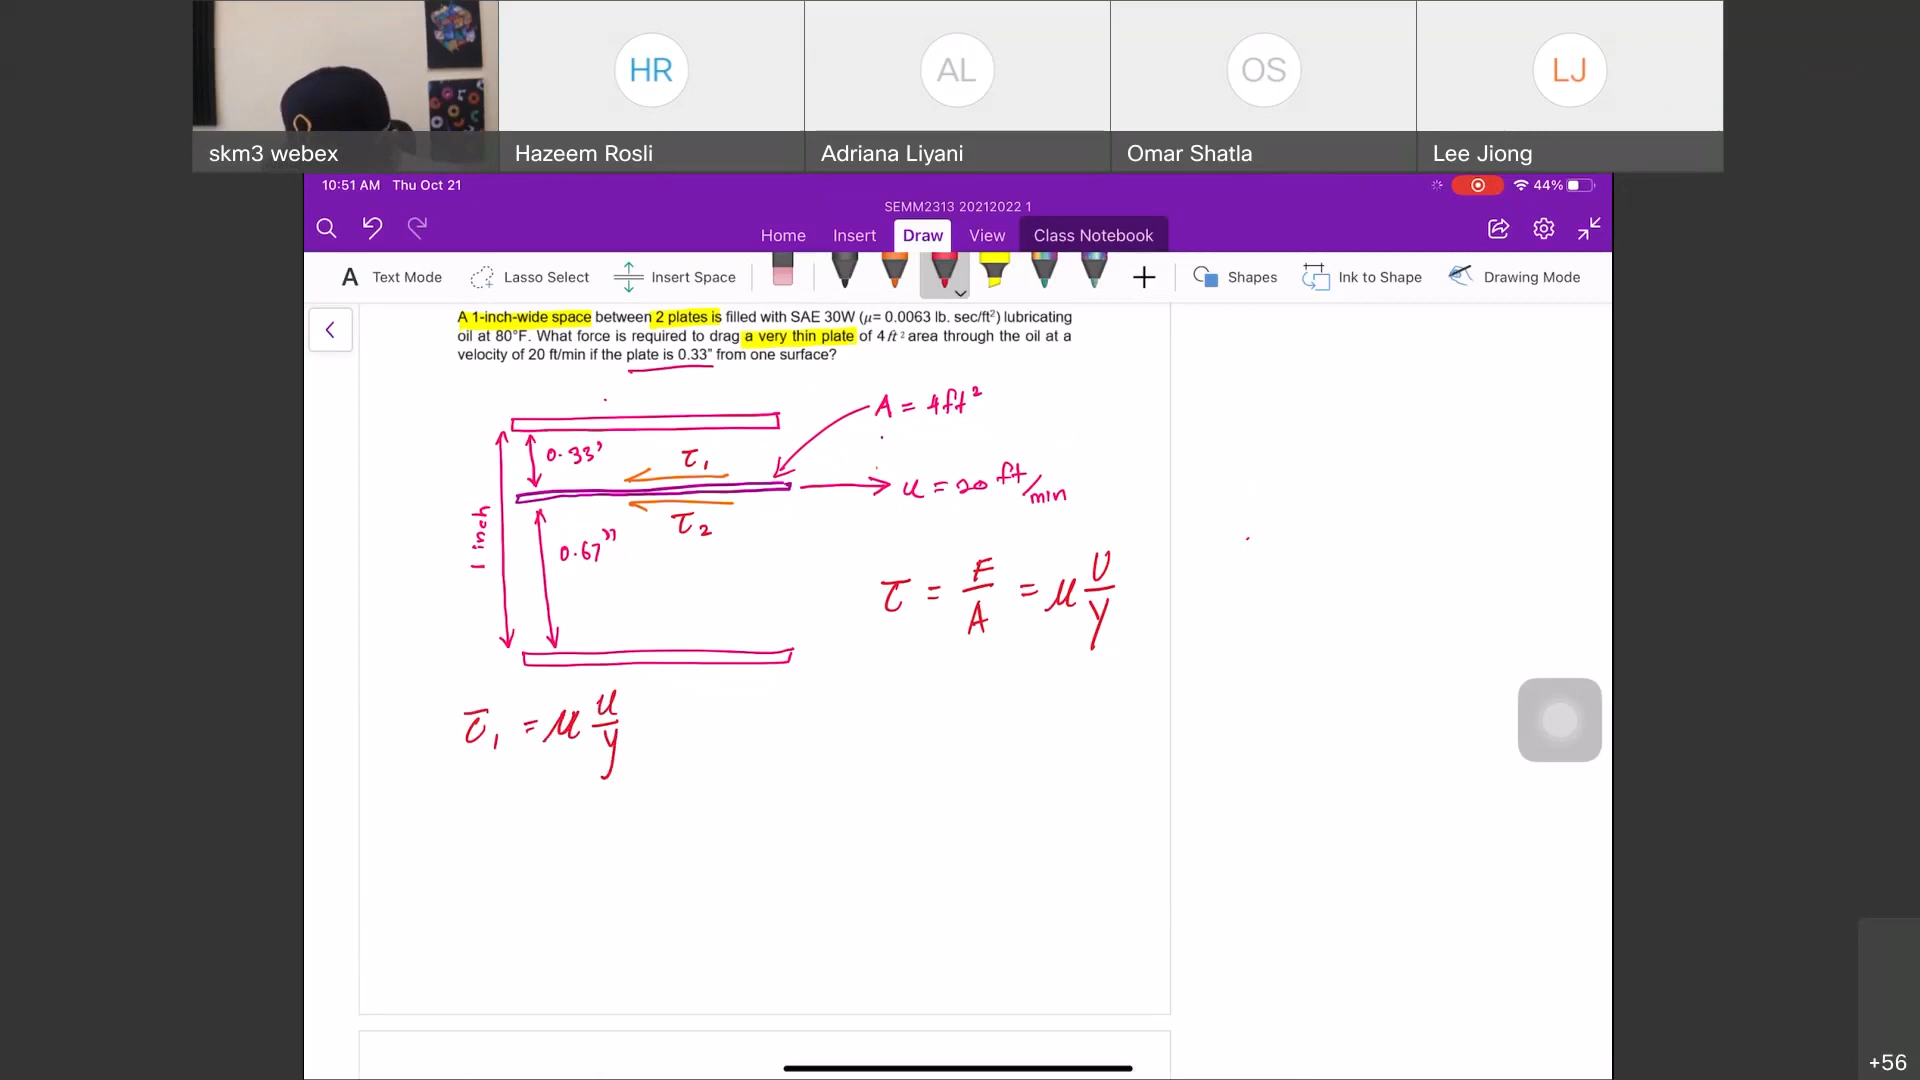 HR
AL
OS
LJ
skm3 webex
Hazeem Rosli
Adriana Liyani
Omar Shatla
Lee Jiong
10:51 AM Thu Oct 21
44%
SEMM2313 20212022 1
Home Insert Draw View Class Notebook
A Text Mode Lasso Select Insert Space Shapes Ink to Shape Drawing Mode
A 1-inch-wide space between 2 plates is filled with SAE 30W (μ= 0.0063 lb. sec/ft²) lubricating
oil at 80°F. What force is required to drag a very thin plate of 4 ft² area through the oil at a
velocity of 20 ft/min if the plate is 0.33" from one surface?
A = 4ft²
0.33'
τ₁
u = 20 ft/min
τ₂
1 inch
0.67"
τ = F/A = μ U/y
τ₁ = μ u/y
+56